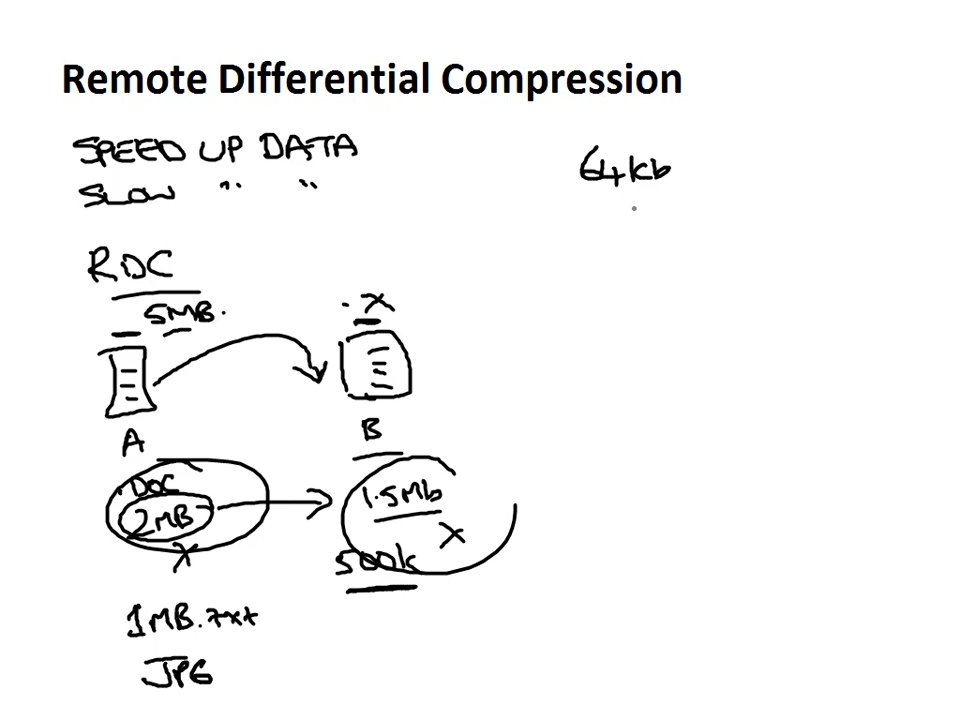 Remote Differential Compression
SPEED UP DATA
SLOW " "
64kb
RDC
5MB.
X
A
B
DOC
2MB
X
1.5Mb
X
500k
1MB.txt
JPG